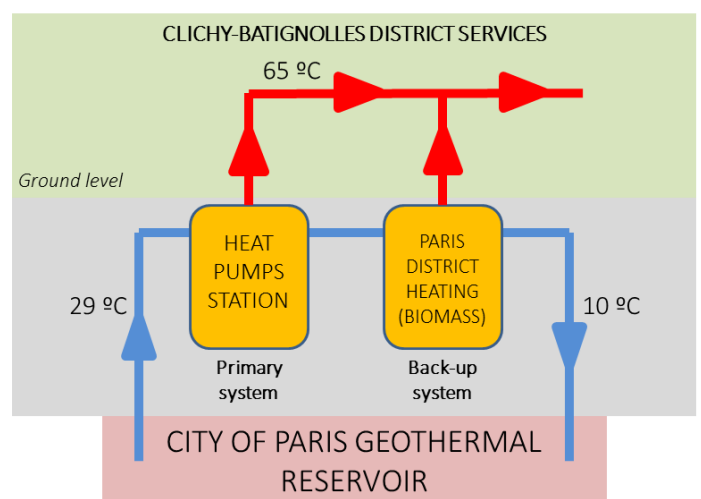 CLICHY-BATIGNOLLES DISTRICT SERVICES
65 ºC
Ground level
HEAT
PUMPS
STATION
PARIS
DISTRICT
HEATING
(BIOMASS)
29 ºC
10 ºC
Primary
system
Back-up
system
CITY OF PARIS GEOTHERMAL
RESERVOIR